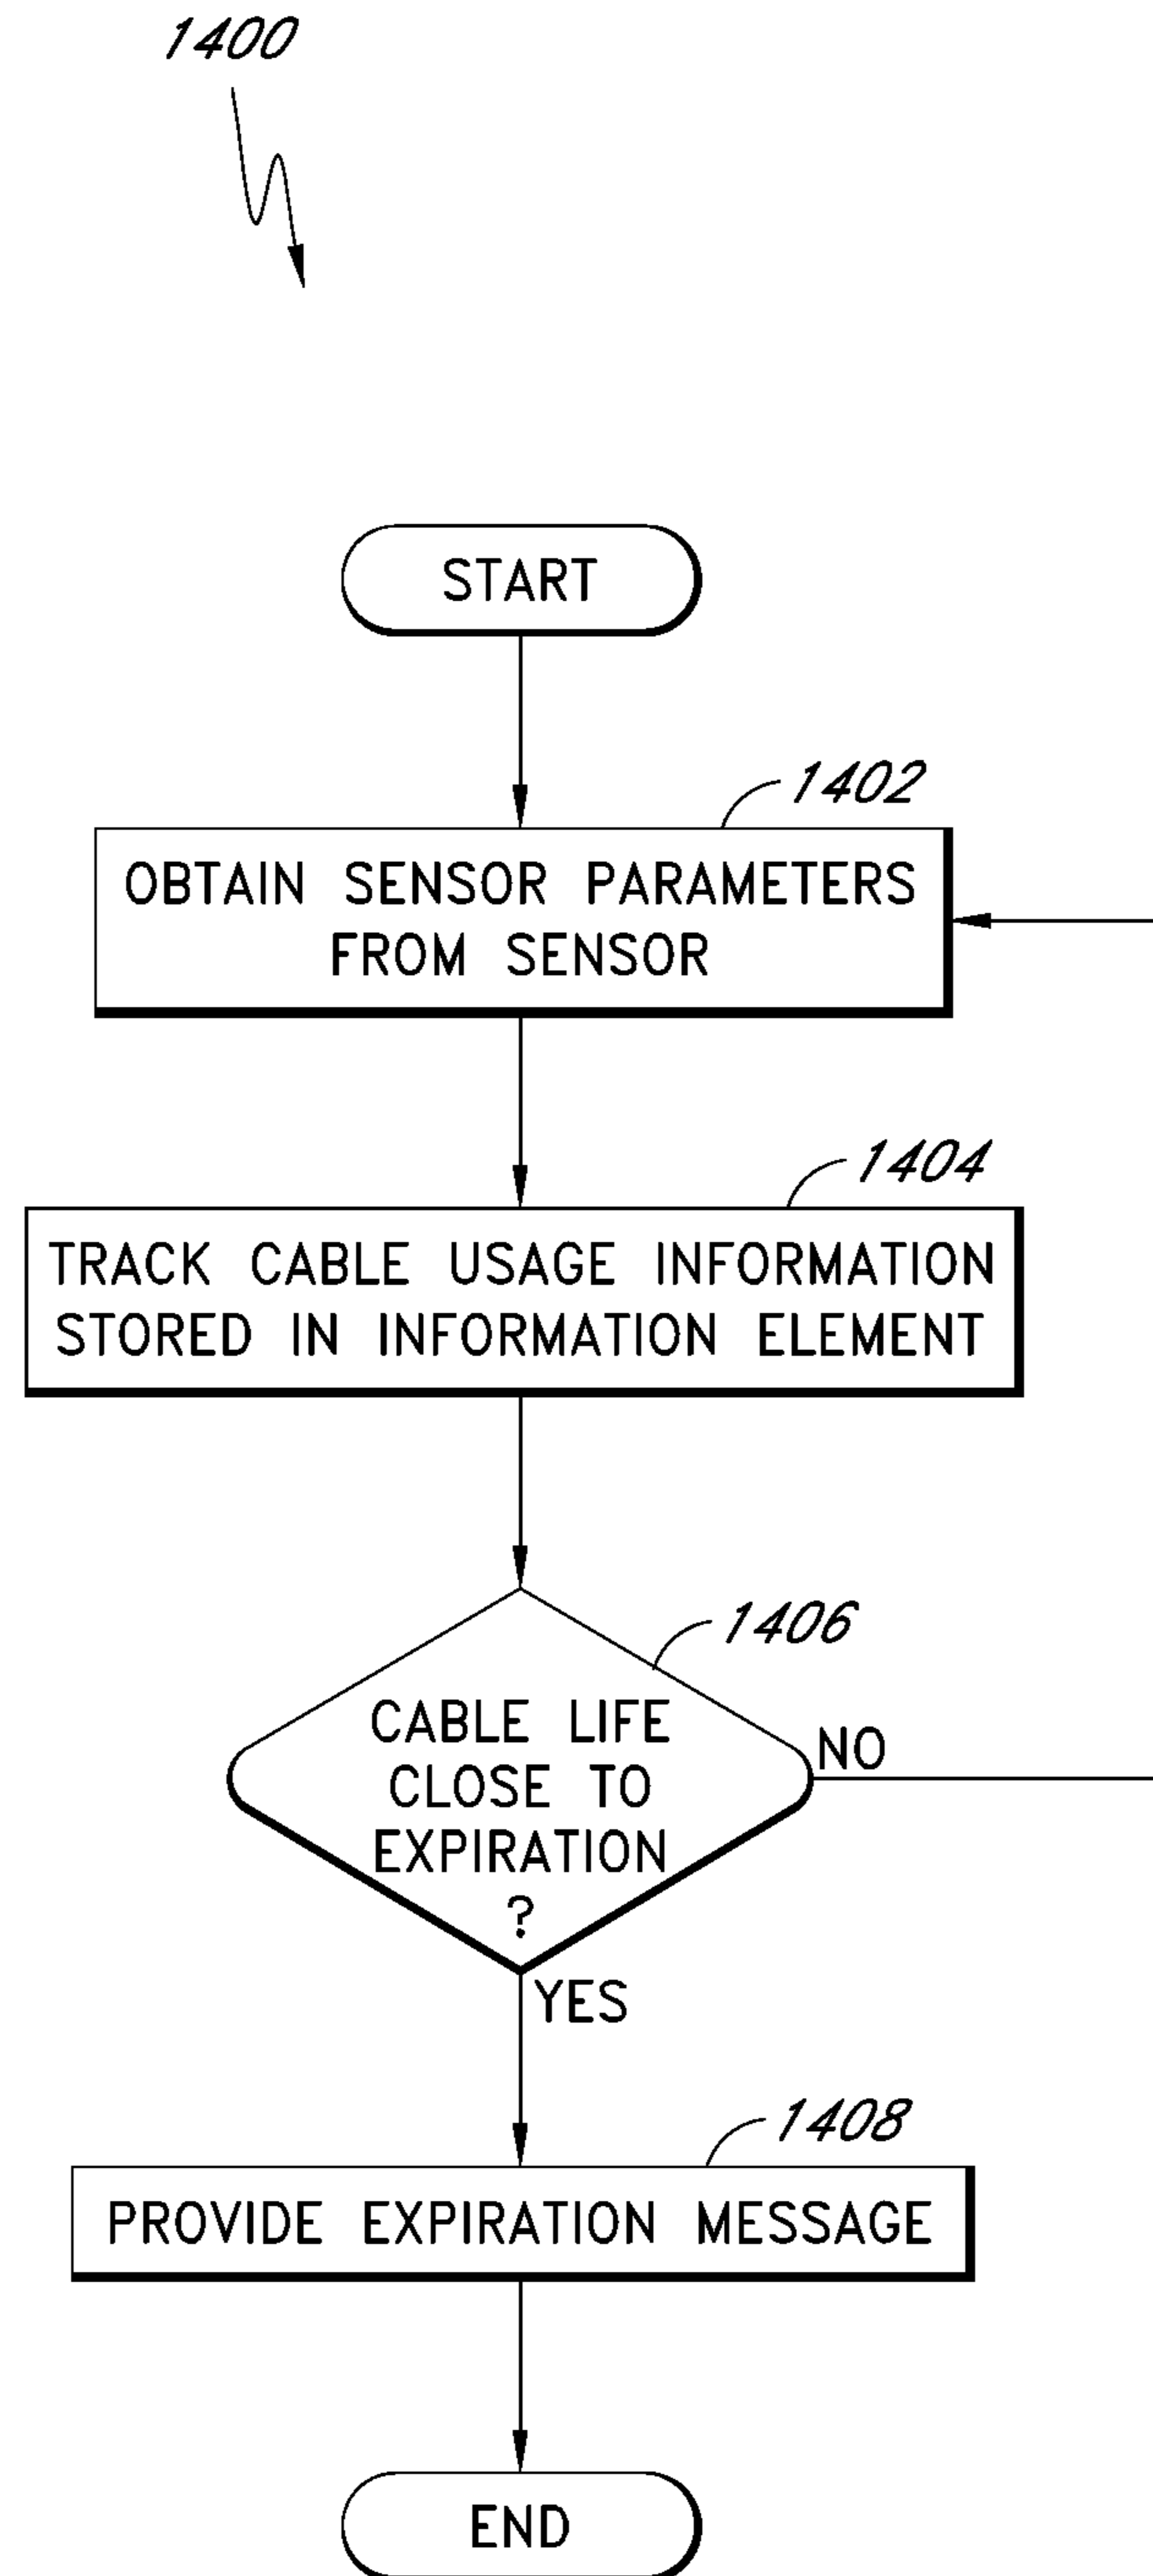 1400
START
1402
OBTAIN SENSOR PARAMETERS
FROM SENSOR
1404
TRACK CABLE USAGE INFORMATION
STORED IN INFORMATION ELEMENT
1406
CABLE LIFE
CLOSE TO
EXPIRATION
?
NO
YES
1408
PROVIDE EXPIRATION MESSAGE
END